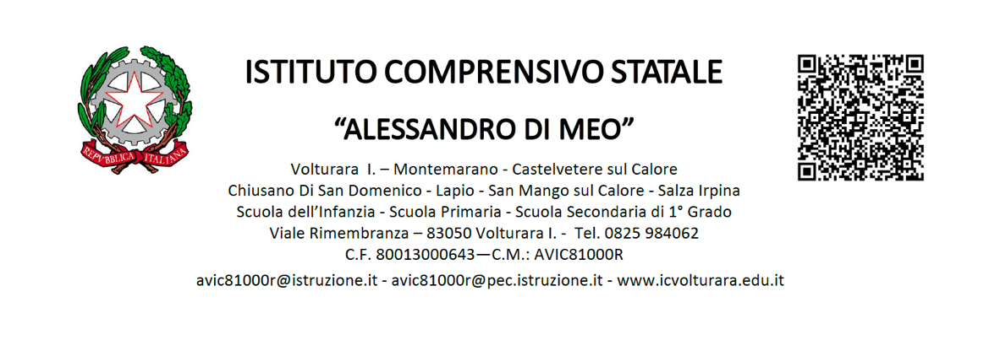 ISTITUTO COMPRENSIVO STATALE
“ALESSANDRO DI MEO”
Volturara I. – Montemarano - Castelvetere sul Calore
Chiusano Di San Domenico - Lapio - San Mango sul Calore - Salza Irpina
Scuola dell’Infanzia - Scuola Primaria - Scuola Secondaria di 1° Grado
Viale Rimembranza – 83050 Volturara I. - Tel. 0825 984062
C.F. 80013000643—C.M.: AVIC81000R
avic81000r@istruzione.it - avic81000r@pec.istruzione.it - www.icvolturara.edu.it
REPVBBLICA ITALIANA